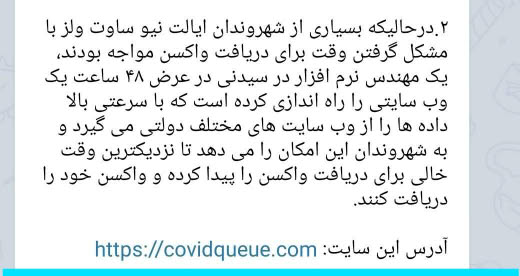 ۲.درحالیکه بسیاری از شهروندان ایالت نیو ساوت ولز با
مشکل گرفتن وقت برای دریافت واکسن مواجه بودند،
یک مهندس نرم افزار در سیدنی در عرض ۴۸ ساعت یک
وب سایتی را راه اندازی کرده است که با سرعتی بالا
داده ها را از وب سایت های مختلف دولتی می گیرد و
به شهروندان این امکان را می دهد تا نزدیکترین وقت
خالی برای دریافت واکسن را پیدا کرده و واکسن خود را
دریافت کنند.
آدرس این سایت: https://covidqueue.com